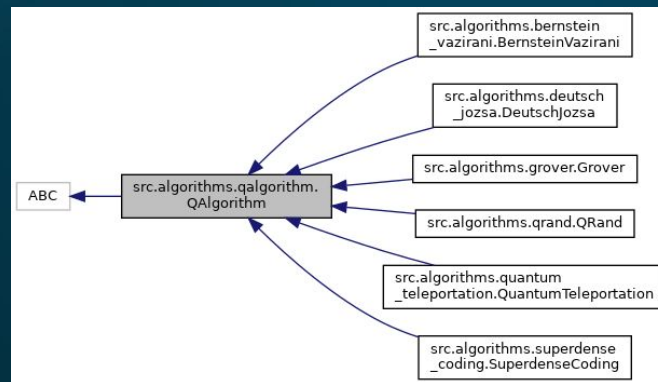 src.algorithms.bernstein
_vazirani.BernsteinVazirani
src.algorithms.deutsch
_jozsa.DeutschJozsa
src.algorithms.grover.Grover
ABC
src.algorithms.qalgorithm.
QAlgorithm
src.algorithms.qrand.QRand
src.algorithms.quantum
_teleportation.QuantumTeleportation
src.algorithms.superdense
_coding.SuperdenseCoding